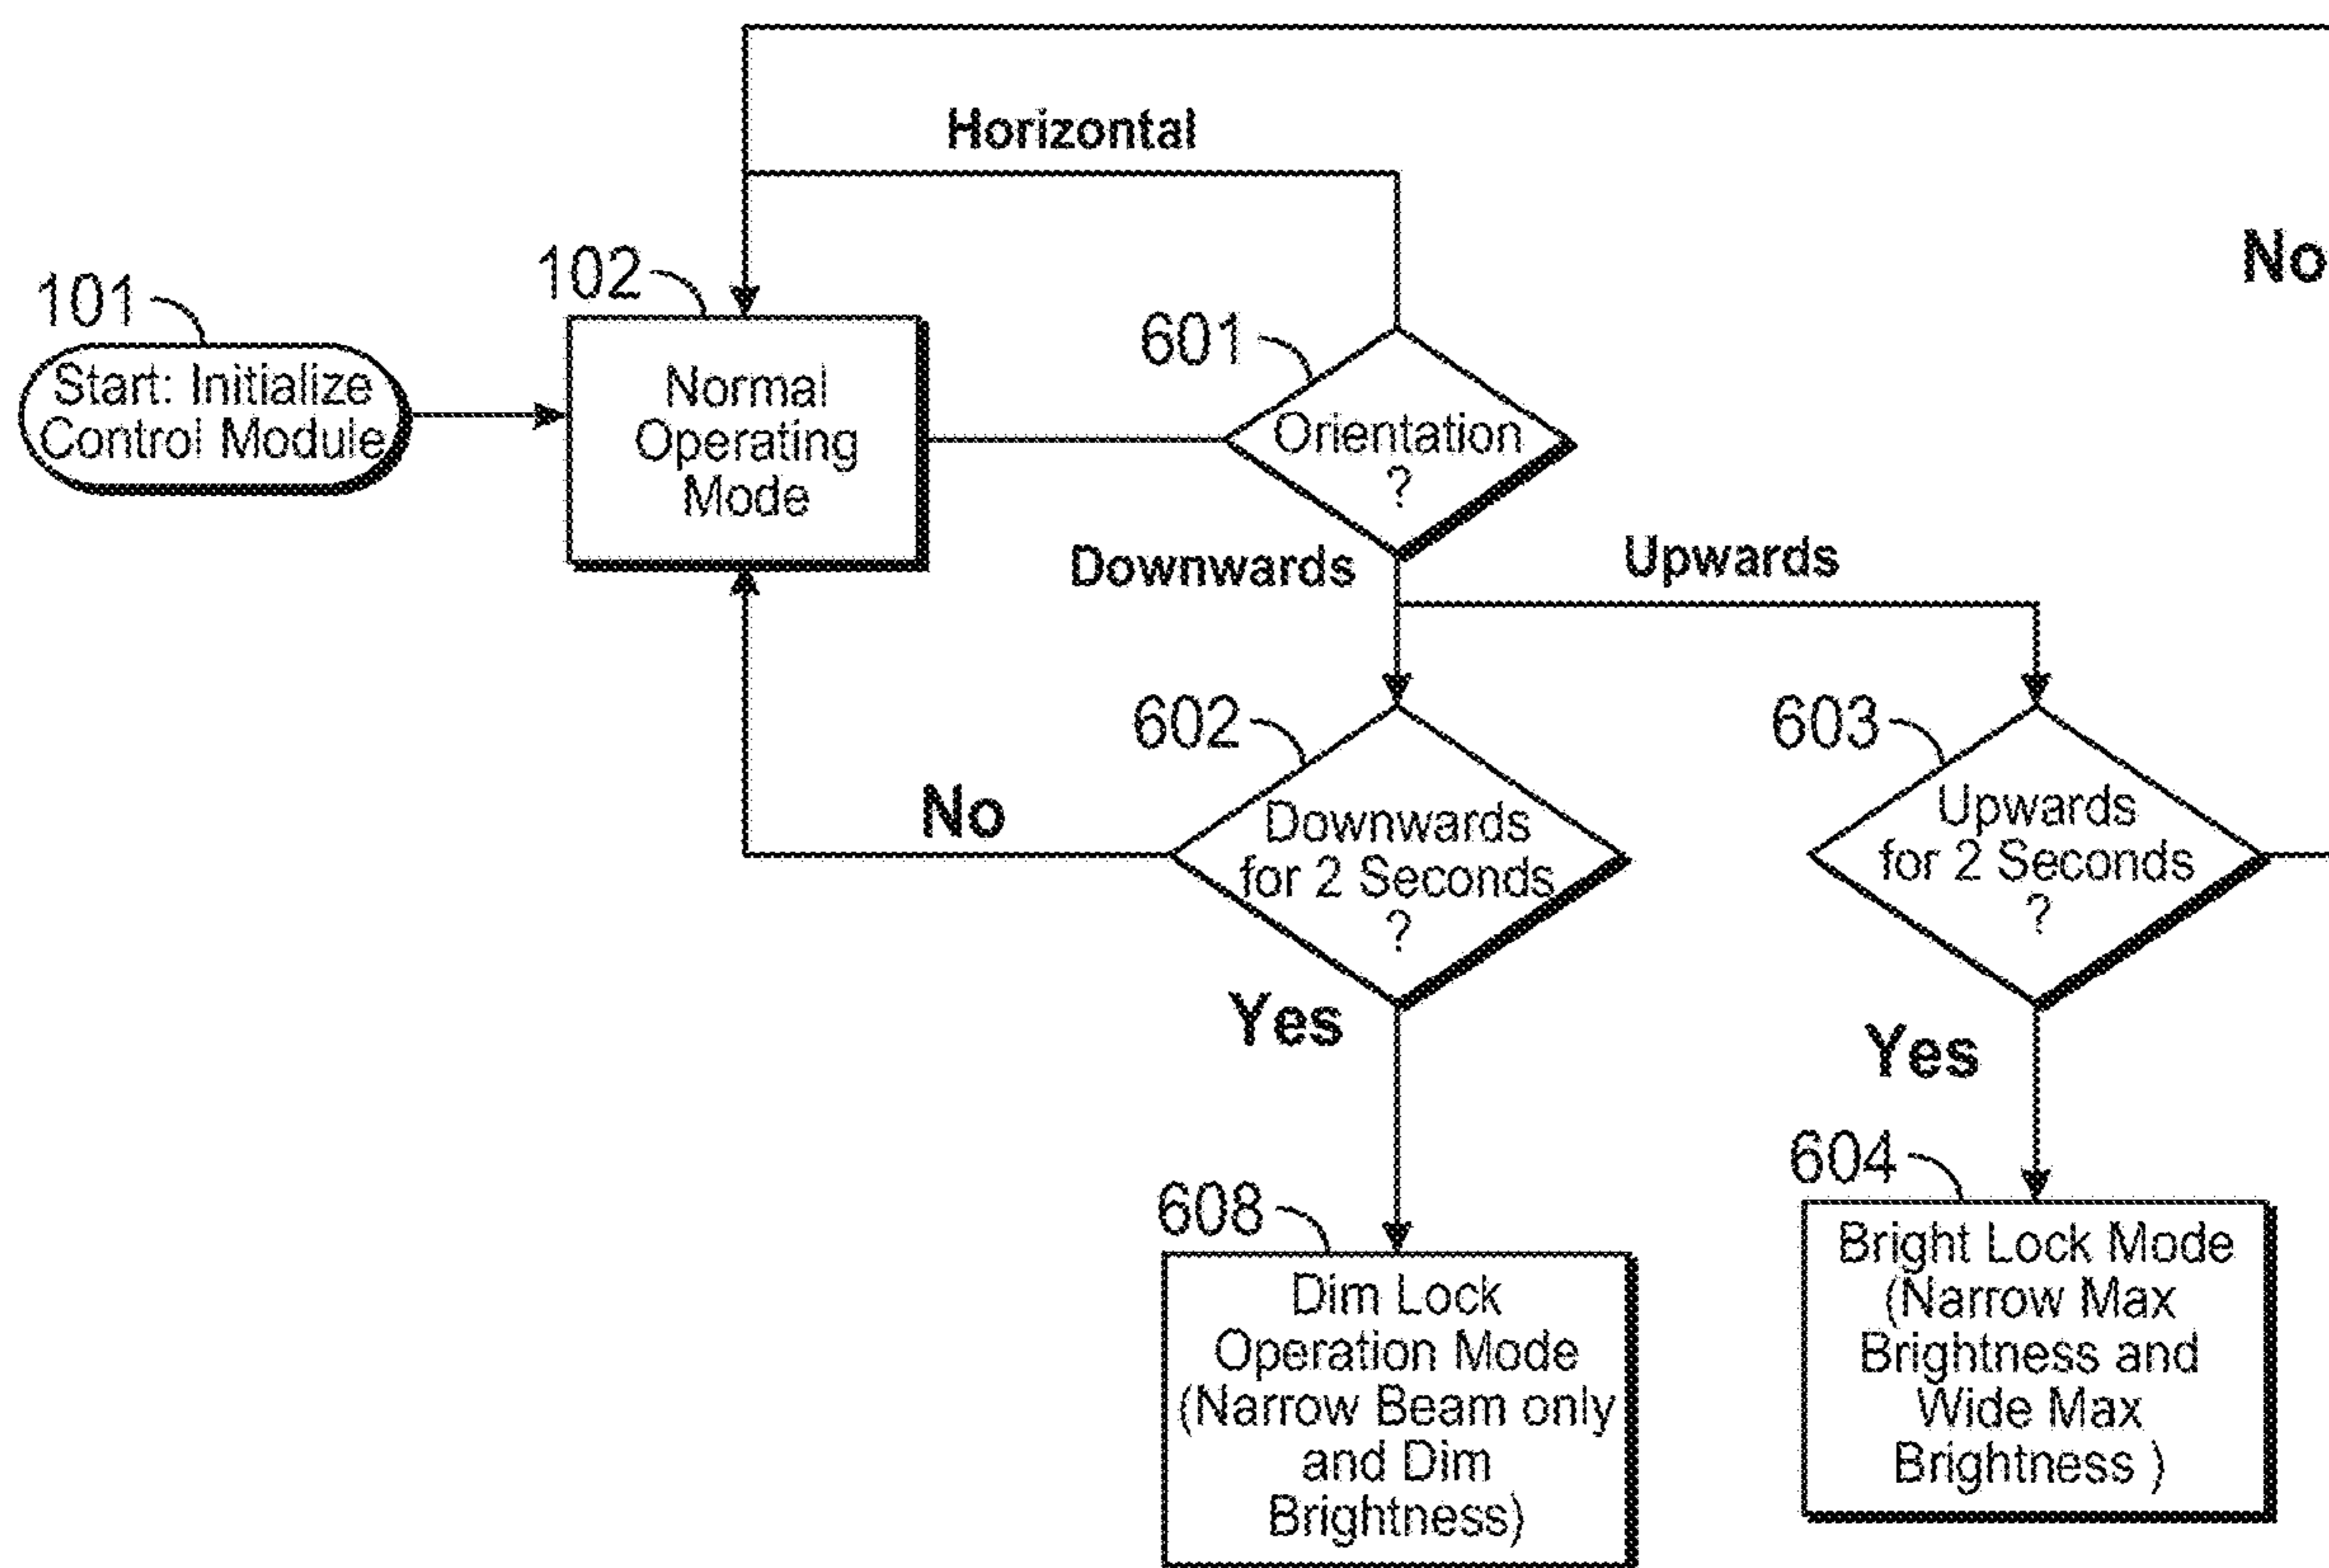 Horizontal
No
101
102
601
Start: Initialize
Control Module
Normal
Operating
Mode
Orientation
?
Downwards
Upwards
602
603
No
Downwards
for 2 Seconds
?
Upwards
for 2 Seconds
?
Yes
Yes
608
604
Dim Lock
Operation Mode
(Narrow Beam only
and Dim
Brightness)
Bright Lock Mode
(Narrow Max
Brightness and
Wide Max
Brightness )